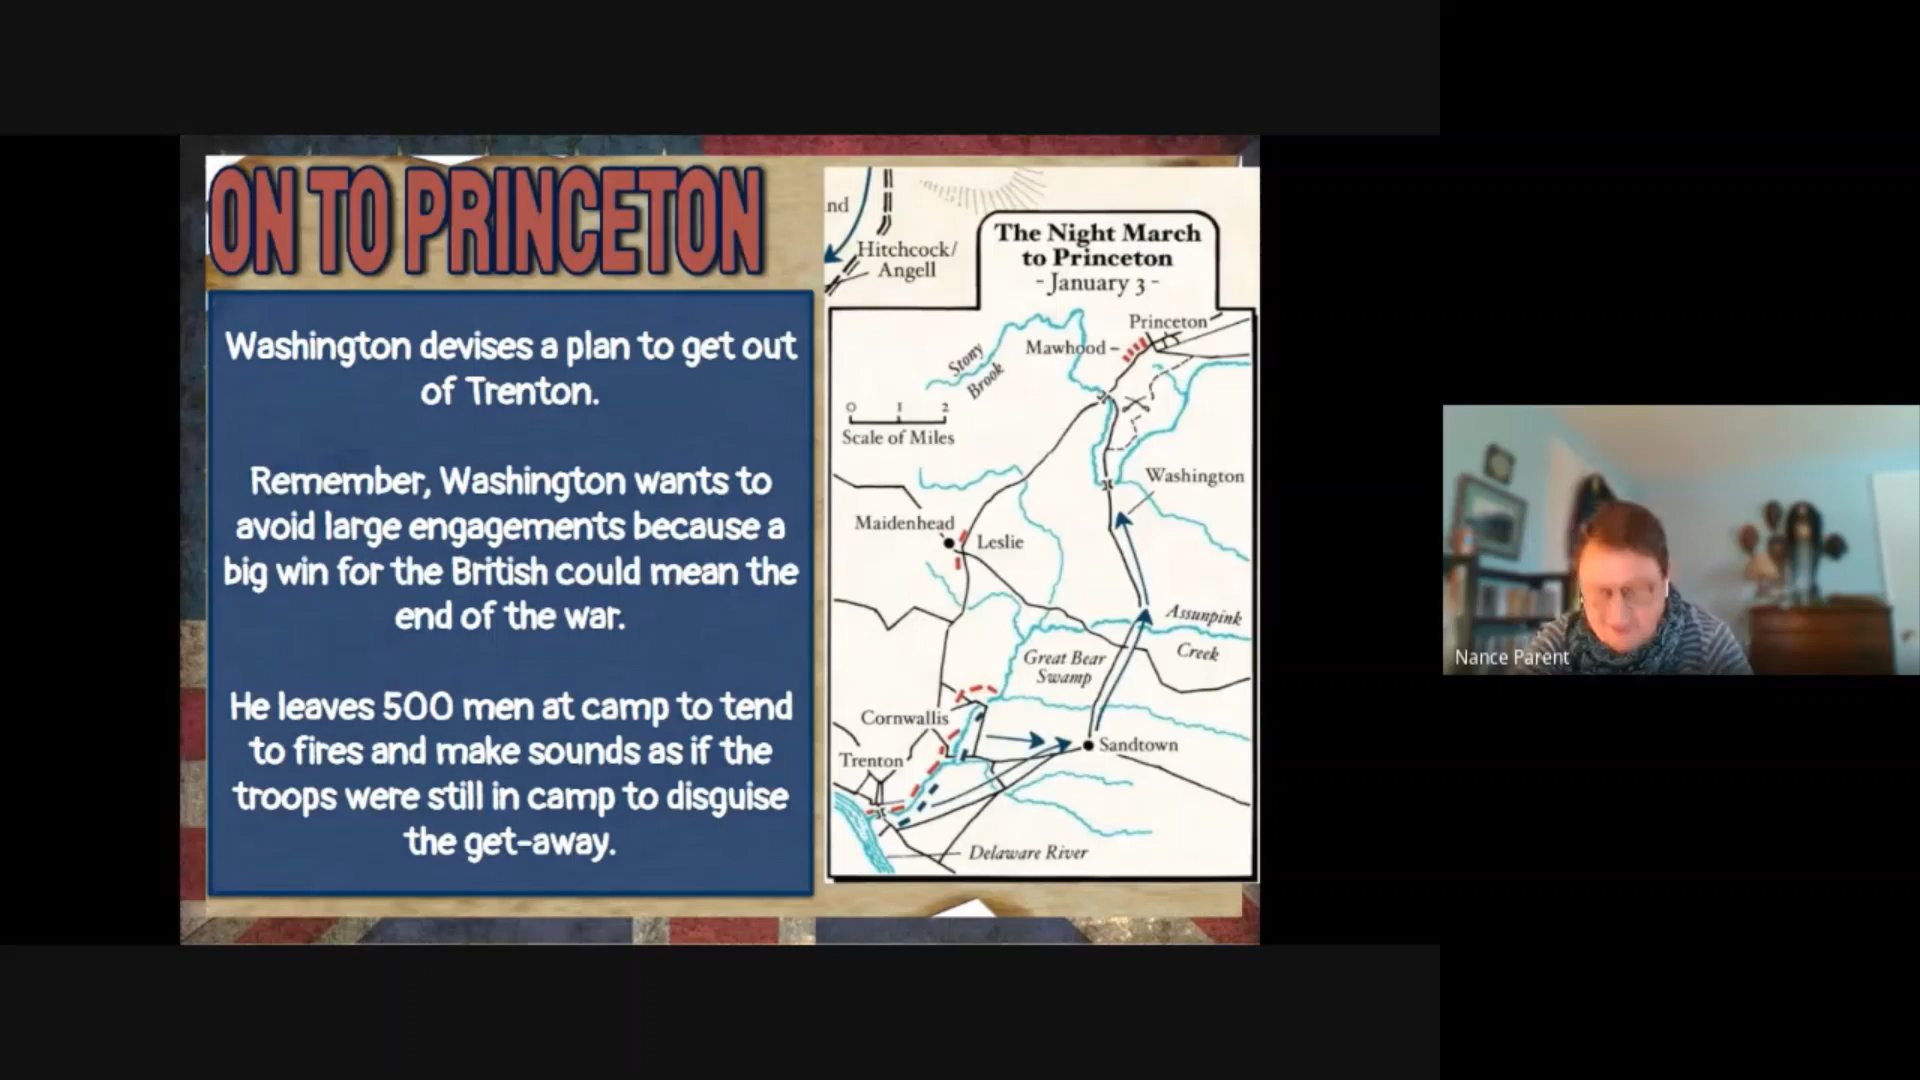 ON TO PRINCETON
Washington devises a plan to get out
of Trenton.
Remember, Washington wants to
avoid large engagements because a
big win for the British could mean the
end of the war.
He leaves 500 men at camp to tend
to fires and make sounds as if the
troops were still in camp to disguise
the get-away.
nd
Hitchcock/
Angell
The Night March
to Princeton
- January 3 -
Princeton
Mawhood
Stony
Brook
0 1 2
Scale of Miles
Washington
Maidenhead
Leslie
Assunpink
Creek
Great Bear
Swamp
Cornwallis
Trenton
Sandtown
Delaware River
Nance Parent